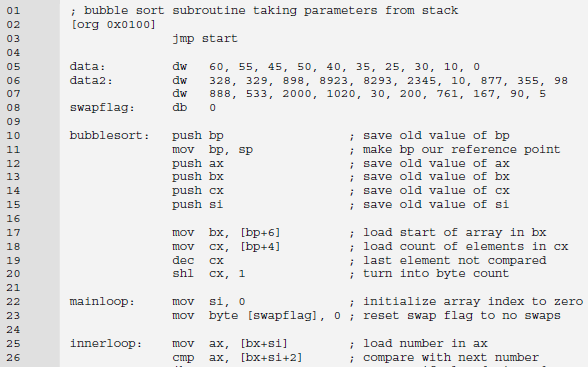 01 ; bubble sort subroutine taking parameters from stack
02 [org 0x0100]
03 jmp start
04
05 data: dw 60, 55, 45, 50, 40, 35, 25, 30, 10, 0
06 data2: dw 328, 329, 898, 8923, 8293, 2345, 10, 877, 355, 98
07 dw 888, 533, 2000, 1020, 30, 200, 761, 167, 90, 5
08 swapflag: db 0
09
10 bubblesort: push bp ; save old value of bp
11 mov bp, sp ; make bp our reference point
12 push ax ; save old value of ax
13 push bx ; save old value of bx
14 push cx ; save old value of cx
15 push si ; save old value of si
16
17 mov bx, [bp+6] ; load start of array in bx
18 mov cx, [bp+4] ; load count of elements in cx
19 dec cx ; last element not compared
20 shl cx, 1 ; turn into byte count
21
22 mainloop: mov si, 0 ; initialize array index to zero
23 mov byte [swapflag], 0 ; reset swap flag to no swaps
24
25 innerloop: mov ax, [bx+si] ; load number in ax
26 cmp ax, [bx+si+2] ; compare with next number